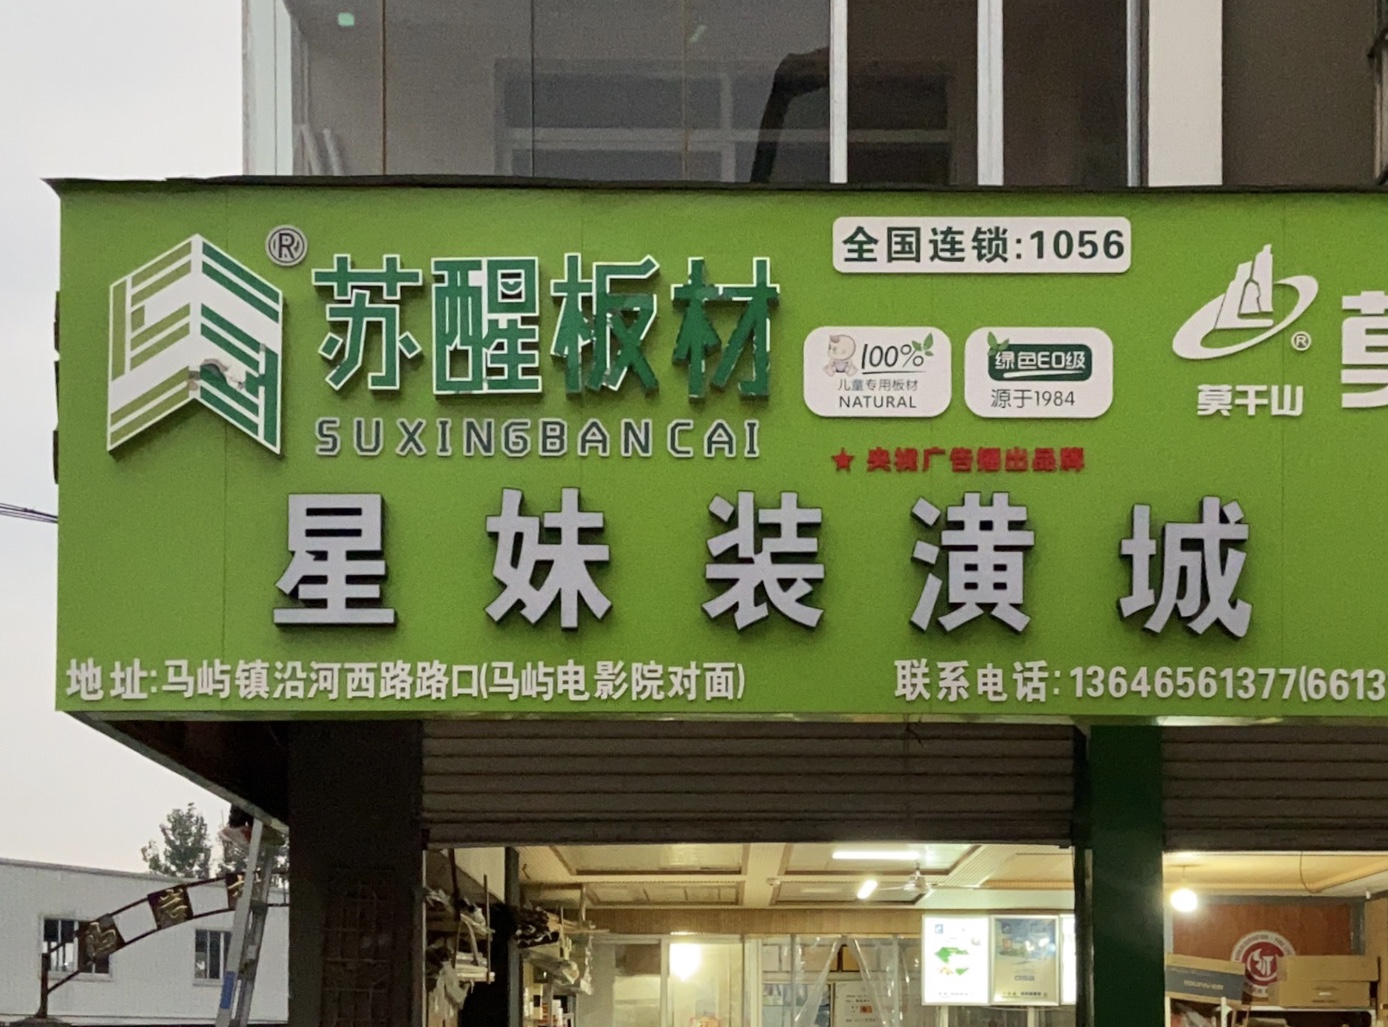 ®
苏醒板材
SUXINGBANCAI
全国连锁:1056
100%
儿童专用板材
NATURAL
绿色E0级
源于1984
★ 央视广告播出品牌
®
莫干山
莫
星妹装潢城
地址:马屿镇沿河西路路口(马屿电影院对面)
联系电话:13646561377(6613